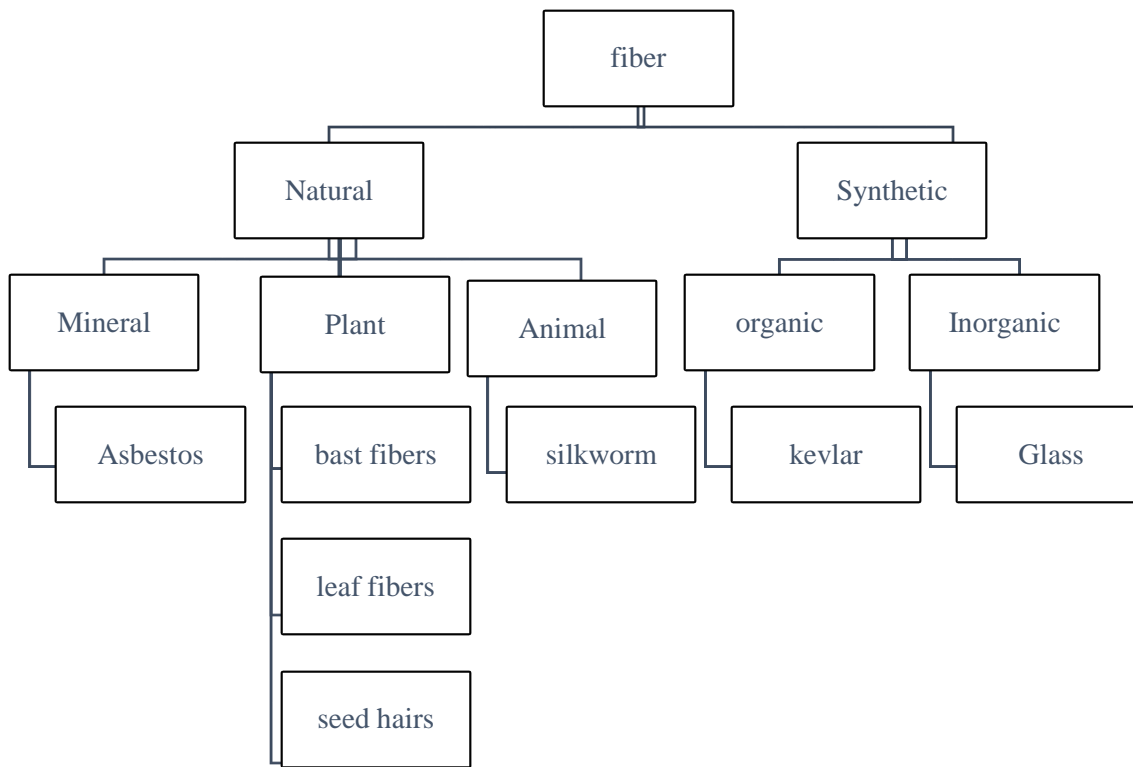 fiber
Natural
Synthetic
Mineral
Plant
Animal
organic
Inorganic
Asbestos
bast fibers
silkworm
kevlar
Glass
leaf fibers
seed hairs